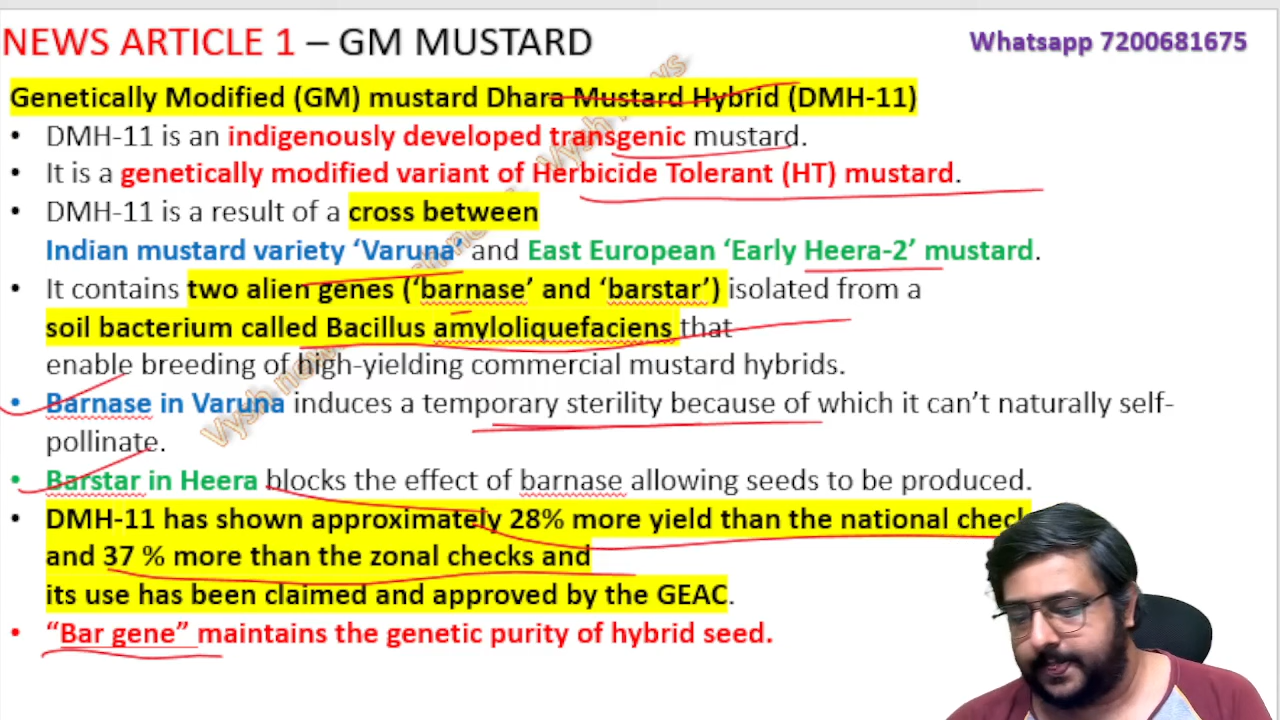 NEWS ARTICLE 1 – GM MUSTARD
Whatsapp 7200681675
Genetically Modified (GM) mustard Dhara Mustard Hybrid (DMH-11)
• DMH-11 is an indigenously developed transgenic mustard.
• It is a genetically modified variant of Herbicide Tolerant (HT) mustard.
• DMH-11 is a result of a cross between
Indian mustard variety ‘Varuna’ and East European ‘Early Heera-2’ mustard.
• It contains two alien genes (‘barnase’ and ‘barstar’) isolated from a
soil bacterium called Bacillus amyloliquefaciens that
enable breeding of high-yielding commercial mustard hybrids.
• Barnase in Varuna induces a temporary sterility because of which it can’t naturally self-
pollinate.
• Barstar in Heera blocks the effect of barnase allowing seeds to be produced.
• DMH-11 has shown approximately 28% more yield than the national
and 37 % more than the zonal checks and
its use has been claimed and approved by the GEAC.
• “Bar gene” maintains the genetic purity of hybrid seed.